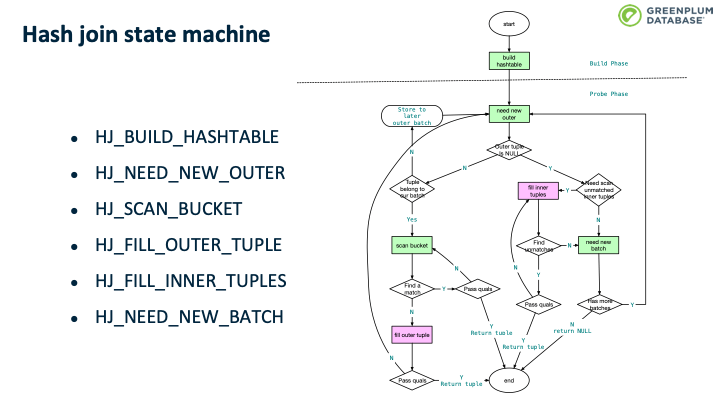 Hash join state machine
GREENPLUM
DATABASE®
• HJ_BUILD_HASHTABLE
• HJ_NEED_NEW_OUTER
• HJ_SCAN_BUCKET
• HJ_FILL_OUTER_TUPLE
• HJ_FILL_INNER_TUPLES
• HJ_NEED_NEW_BATCH
start
build
hashtable
Build Phase
Probe Phase
Store to
later
outer batch
need new
outer
Outer tuple
is NULL
N
N
Y
Tuple
belong to
our batch
fill inner
tuples
Y
Need scan
unmatched
inner tuples
Yes
N
scan bucket
Find
unmatches
N
need new
batch
N
N
Y
Find a
match
Y
Pass quals
Pass quals
Has more
batches
Y
N
fill outer tuple
Y
Return tuple
Y
Return tuple
N
return NULL
N
Pass quals
Y
Return tuple
end